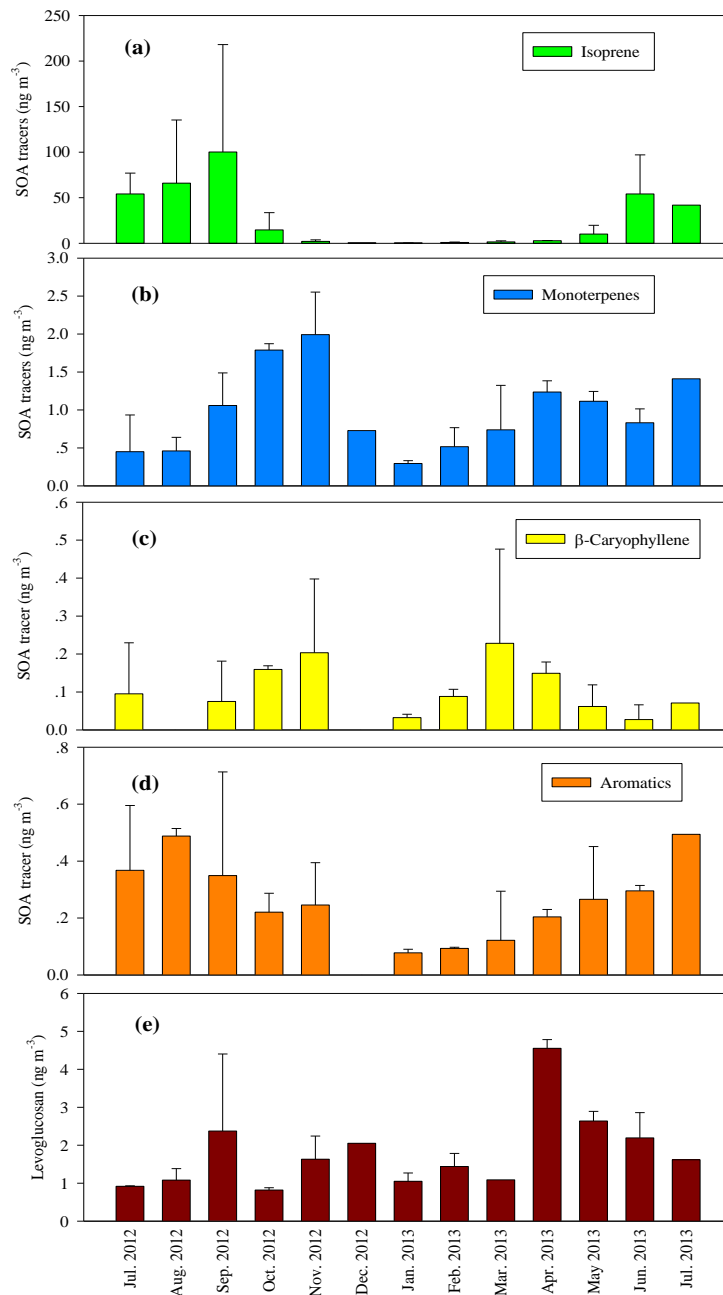 (a)
Isoprene
SOA tracers (ng m-3)
250
200
150
100
50
0
(b)
Monoterpenes
SOA tracers (ng m-3)
3.0
2.5
2.0
1.5
1.0
.5
0.0
(c)
β-Caryophyllene
SOA tracer (ng m-3)
.6
.5
.4
.3
.2
.1
0.0
(d)
Aromatics
SOA tracer (ng m-3)
.8
.6
.4
.2
0.0
(e)
Levoglucosan (ng m-3)
6
5
4
3
2
1
0
Jul. 2012
Aug. 2012
Sep. 2012
Oct. 2012
Nov. 2012
Dec. 2012
Jan. 2013
Feb. 2013
Mar. 2013
Apr. 2013
May 2013
Jun. 2013
Jul. 2013